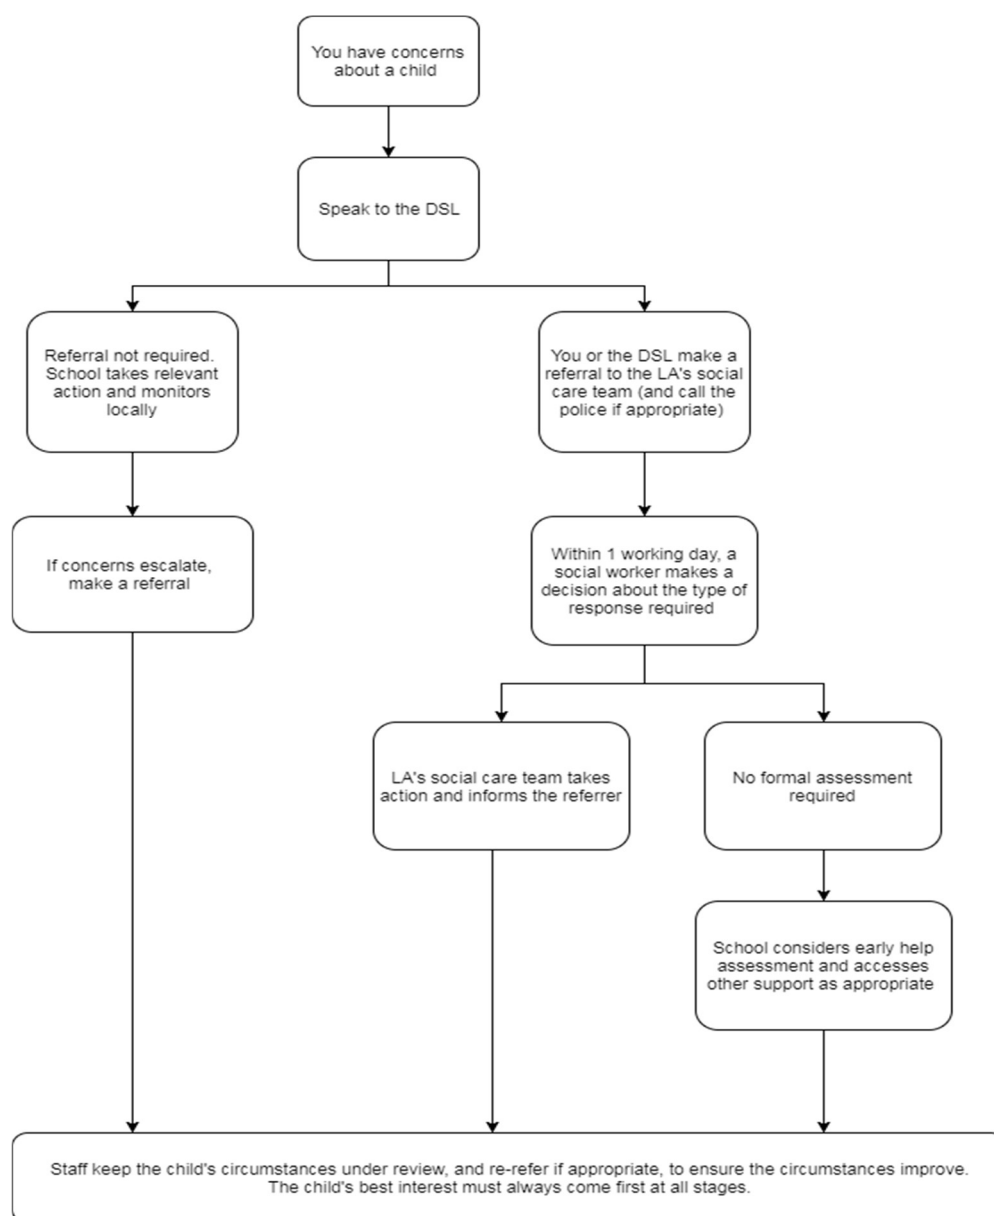 You have concerns
about a child
Speak to the DSL
Referral not required.
School takes relevant
action and monitors
locally
You or the DSL make a
referral to the LA's social
care team (and call the
police if appropriate)
If concerns escalate,
make a referral
Within 1 working day, a
social worker makes a
decision about the type of
response required
LA's social care team takes
action and informs the referrer
No formal assessment
required
School considers early help
assessment and accesses
other support as appropriate
Staff keep the child's circumstances under review, and re-refer if appropriate, to ensure the circumstances improve.
The child's best interest must always come first at all stages.